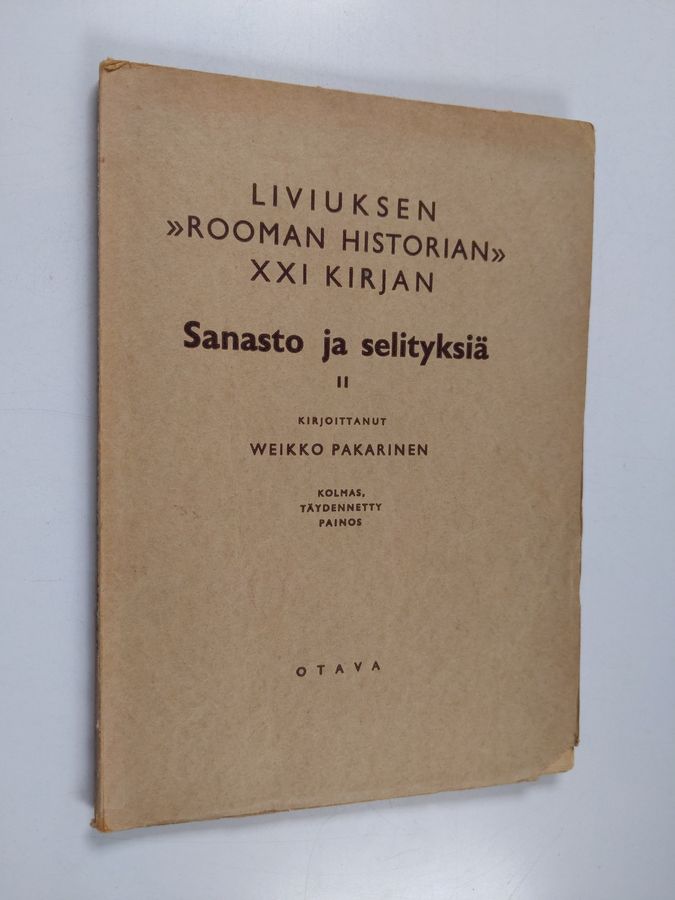 LIVIUKSEN
»ROOMAN HISTORIAN»
XXI KIRJAN
Sanasto ja selityksiä
II
KIRJOITTANUT
WEIKKO PAKARINEN
KOLMAS,
TÄYDENNETTY
PAINOS
OTAVA